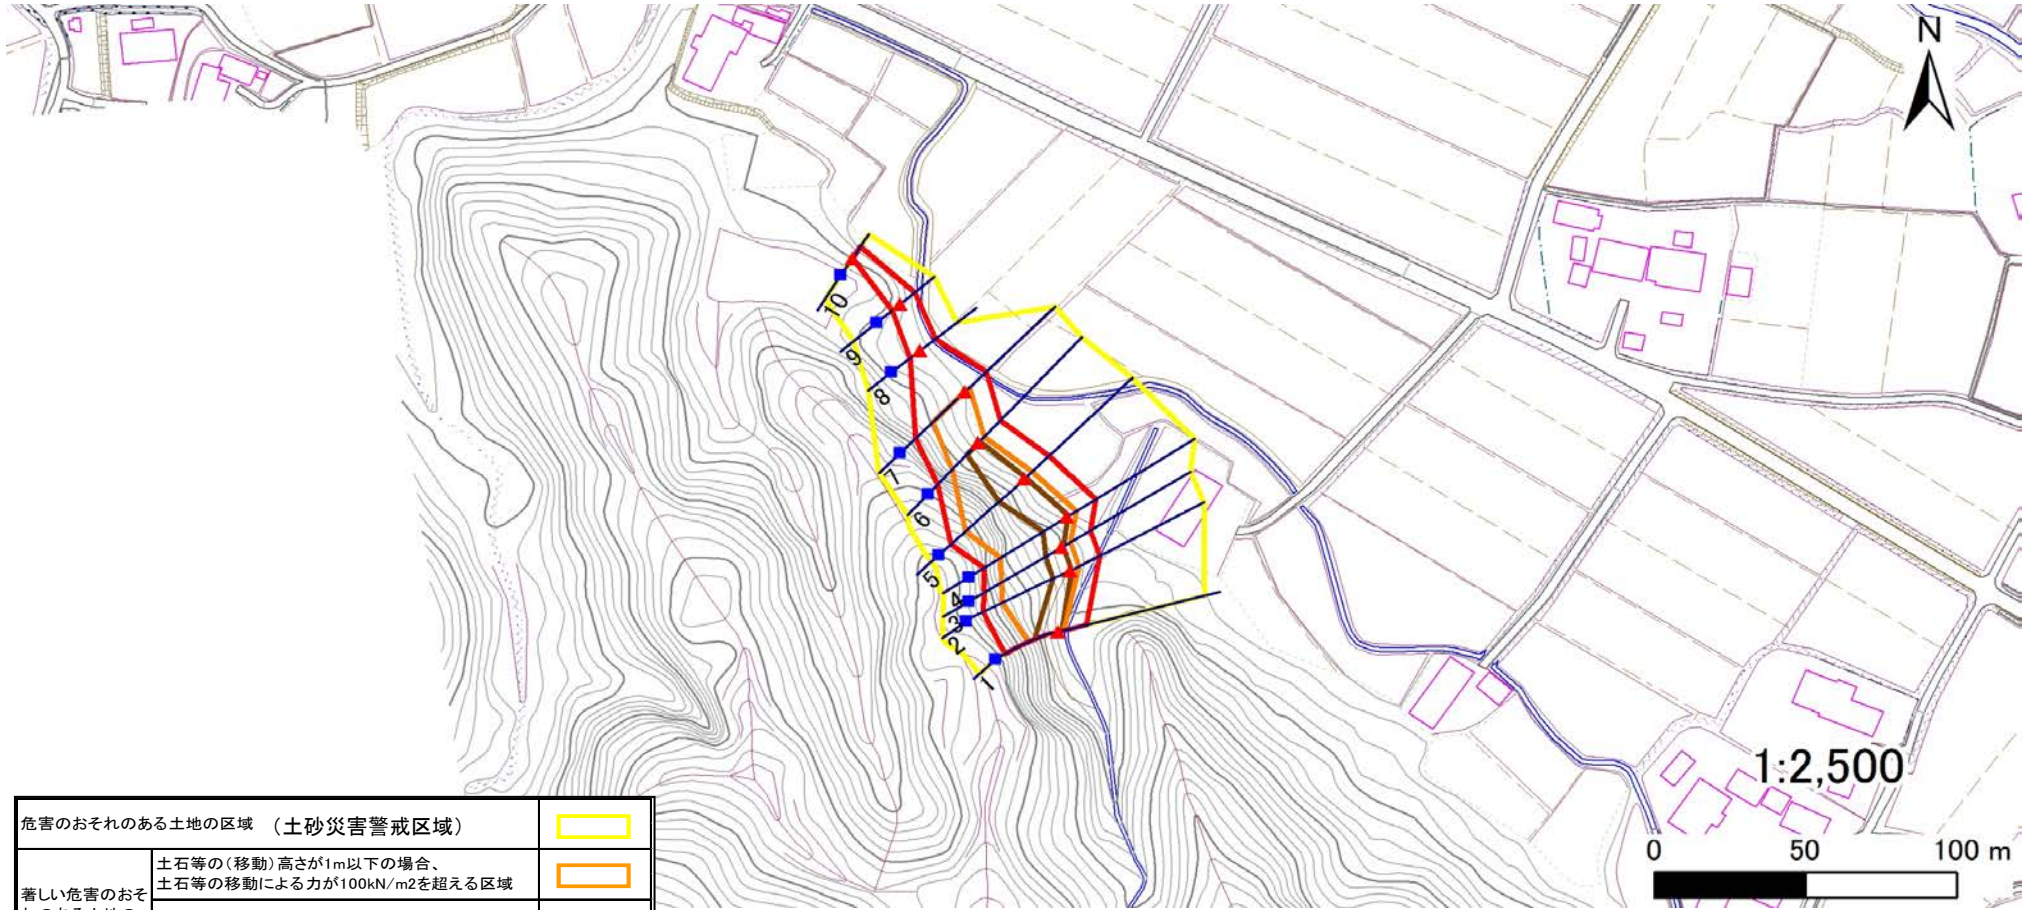 N
10
9
8
7
6
5
4
3
2
1
1:2,500
0 50 100 m
危害のおそれのある土地の区域 (土砂災害警戒区域)
土石等の(移動)高さが1m以下の場合、
土石等の移動による力が100kN/m2を超える区域
著しい危害のおそ